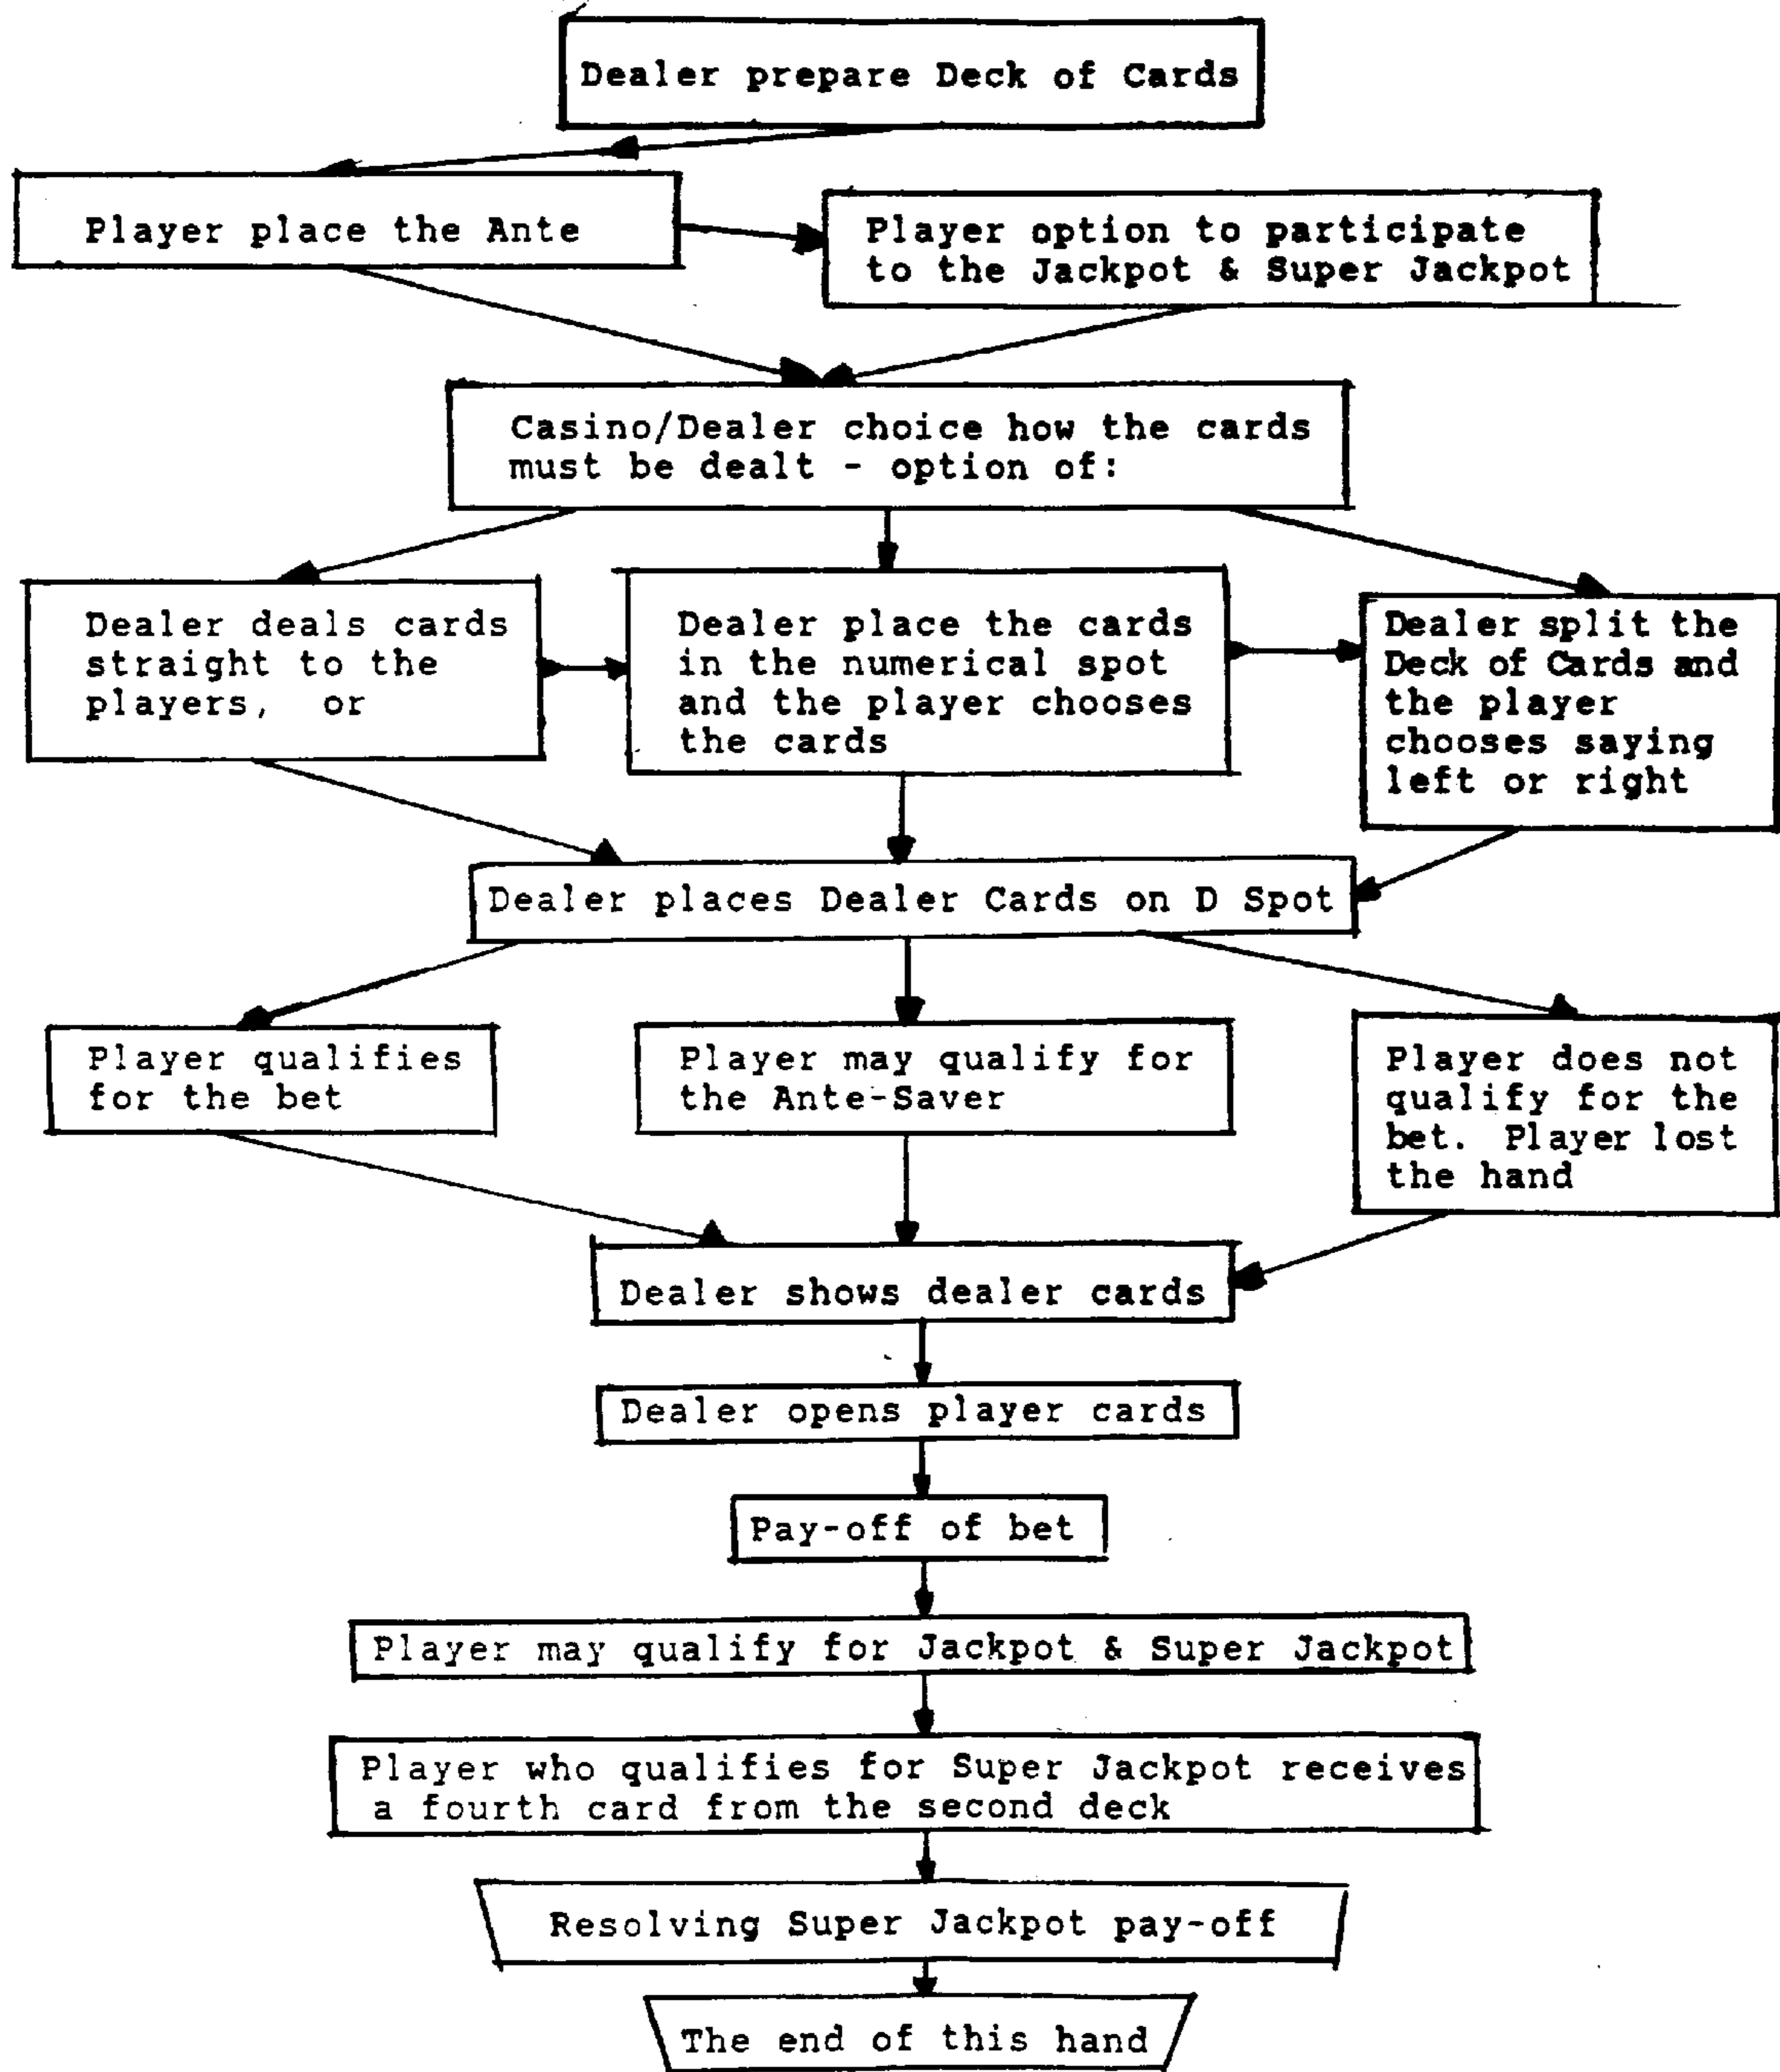 Dealer prepare Deck of Cards
Player place the Ante
Player option to participate
to the Jackpot & Super Jackpot
Casino/Dealer choice how the cards
must be dealt - option of:
Dealer deals cards
straight to the
players, or
Dealer place the cards
in the numerical spot
and the player chooses
the cards
Dealer split the
Deck of Cards and
the player
chooses saying
left or right
Dealer places Dealer Cards on D Spot
Player qualifies
for the bet
Player may qualify for
the Ante-Saver
Player does not
qualify for the
bet. Player lost
the hand
Dealer shows dealer cards
Dealer opens player cards
Pay-off of bet
Player may qualify for Jackpot & Super Jackpot
Player who qualifies for Super Jackpot receives
a fourth card from the second deck
Resolving Super Jackpot pay-off
The end of this hand